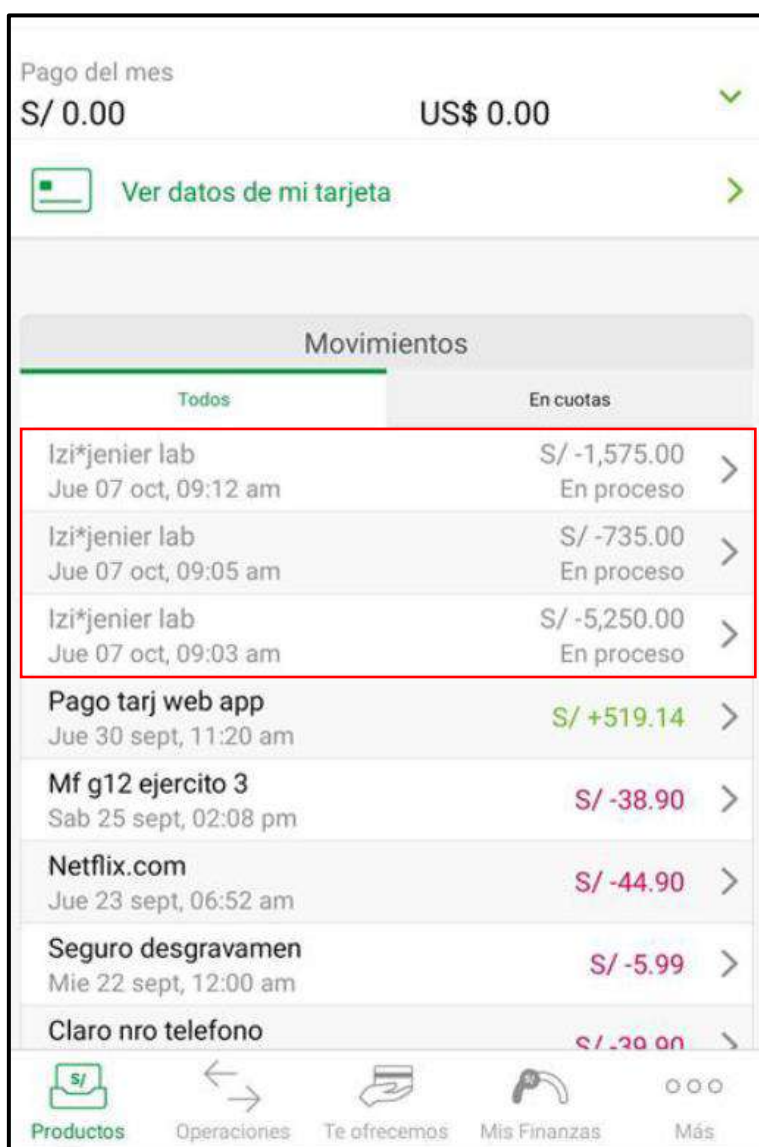 Pago del mes
S/ 0.00 US$ 0.00
Ver datos de mi tarjeta
Movimientos
Todos En cuotas
Izi*jenier lab S/ -1,575.00
Jue 07 oct, 09:12 am En proceso
Izi*jenier lab S/ -735.00
Jue 07 oct, 09:05 am En proceso
Izi*jenier lab S/ -5,250.00
Jue 07 oct, 09:03 am En proceso
Pago tarj web app S/ +519.14
Jue 30 sept, 11:20 am
Mf g12 ejercito 3 S/ -38.90
Sab 25 sept, 02:08 pm
Netflix.com S/ -44.90
Jue 23 sept, 06:52 am
Seguro desgravamen S/ -5.99
Mie 22 sept, 12:00 am
Claro nro telefono S/ -39.90
S/
Productos Operaciones Te ofrecemos Mis Finanzas Más